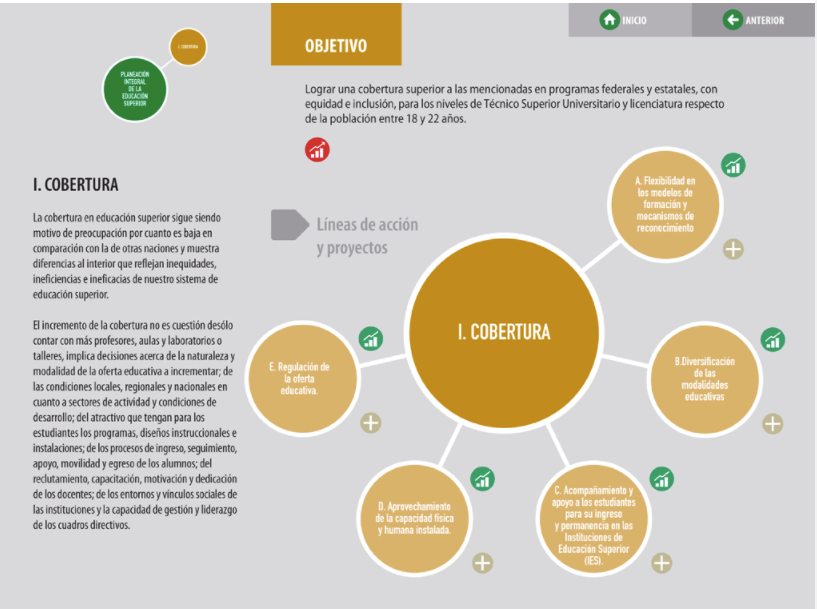 INICIO
ANTERIOR
I. COBERTURA
PLANEACIÓN
INTEGRAL
DE LA
EDUCACIÓN
SUPERIOR
OBJETIVO
Lograr una cobertura superior a las mencionadas en programas federales y estatales, con
equidad e inclusión, para los niveles de Técnico Superior Universitario y licenciatura respecto
de la población entre 18 y 22 años.
I. COBERTURA
La cobertura en educación superior sigue siendo
motivo de preocupación por cuanto es baja en
comparación con la de otras naciones y muestra
diferencias al interior que reflejan inequidades,
ineficiencias e ineficacias de nuestro sistema de
educación superior.
El incremento de la cobertura no es cuestión desólo
contar con más profesores, aulas y laboratorios o
talleres, implica decisiones acerca de la naturaleza y
modalidad de la oferta educativa a incrementar; de
las condiciones locales, regionales y nacionales en
cuanto a sectores de actividad y condiciones de
desarrollo; del atractivo que tengan para los
estudiantes los programas, diseños instruccionales e
instalaciones; de los procesos de ingreso, seguimiento,
apoyo, movilidad y egreso de los alumnos; del
reclutamiento, capacitación, motivación y dedicación
de los docentes; de los entornos y vínculos sociales de
las instituciones y la capacidad de gestión y liderazgo
de los cuadros directivos.
Líneas de acción
y proyectos
I. COBERTURA
A. Flexibilidad en
los modelos de
formación y
mecanismos de
reconocimiento
B.Diversificación
de las
modalidades
educativas
C. Acompañamiento y
apoyo a los estudiantes
para su ingreso
y permanencia en las
Instituciones de
Educación Superior
(IES).
D. Aprovechamiento
de la capacidad física
y humana instalada.
E. Regulación de
la oferta
educativa.